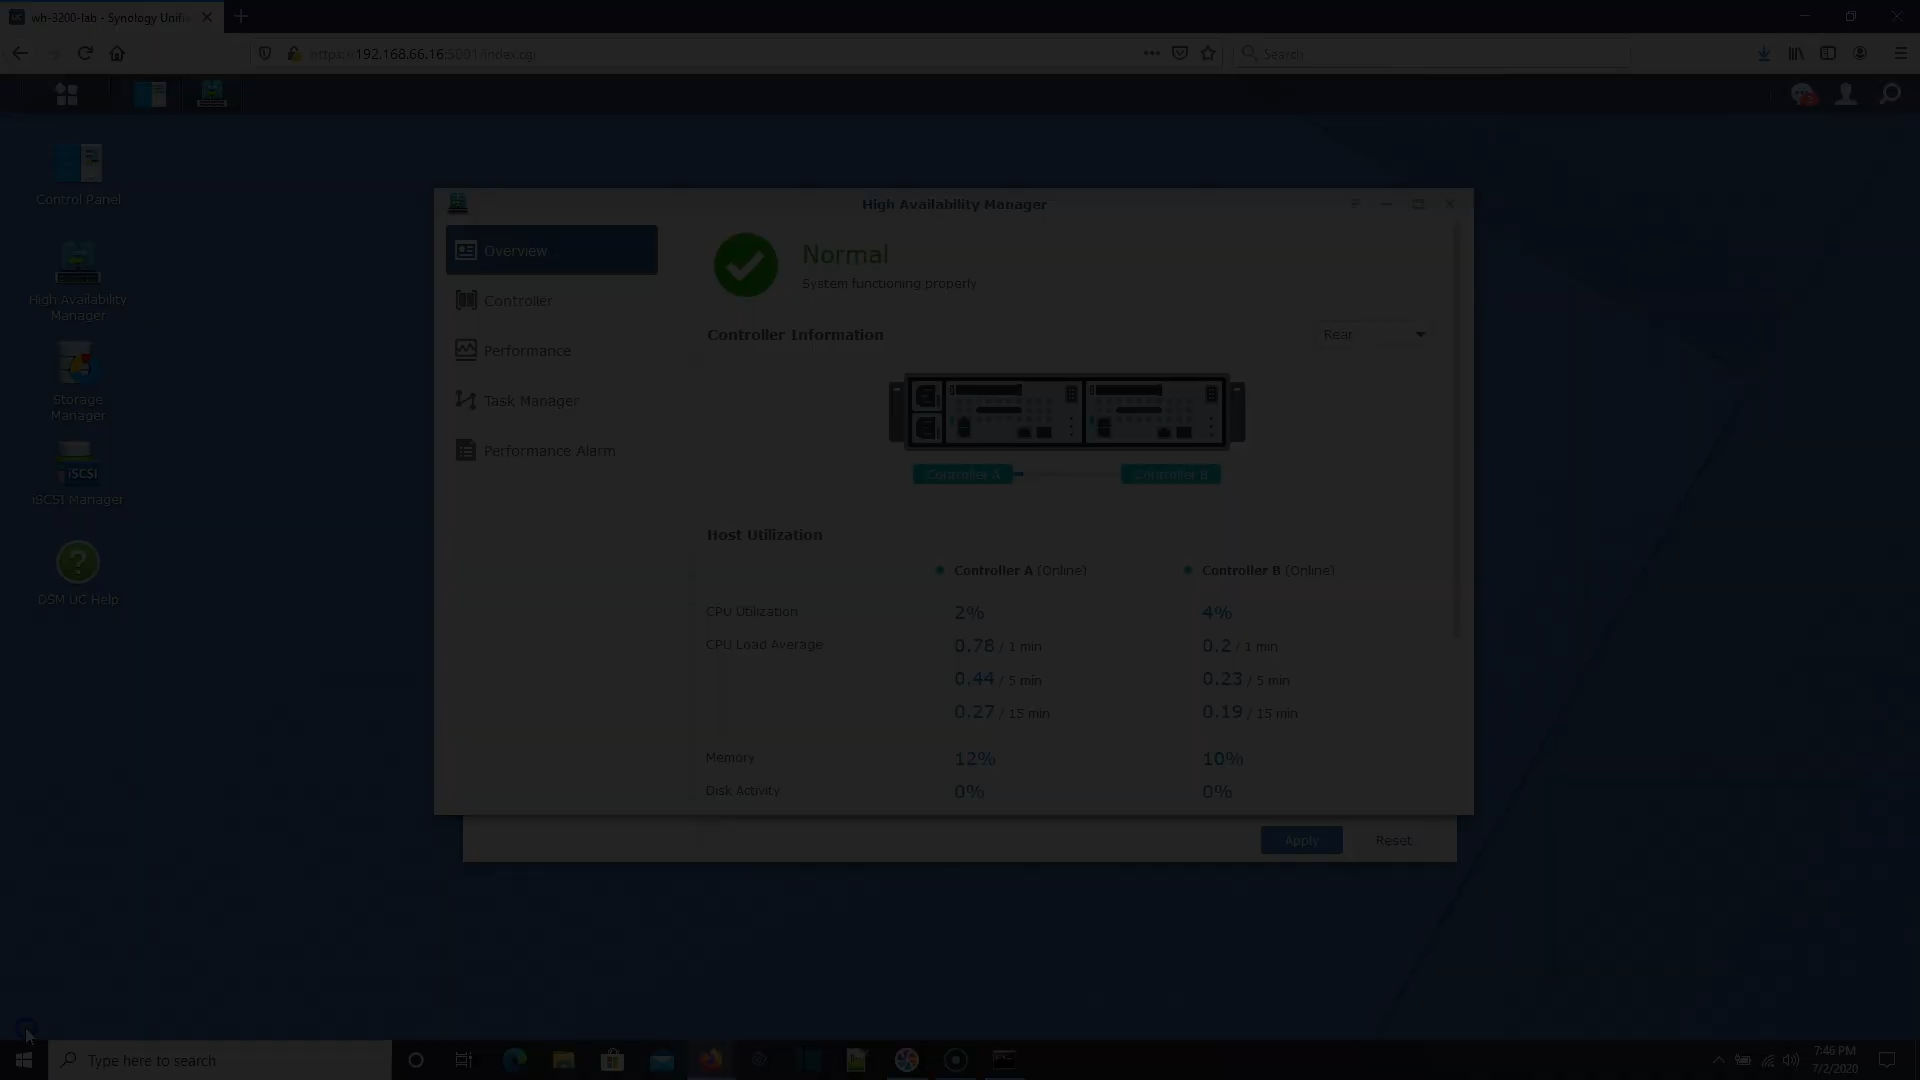 wh-3200-lab - Synology Unifi
https://192.168.66.16:5001/index.cgi
Search
Control Panel
High Availability
Manager
Storage
Manager
iSCSI
iSCSI Manager
DSM UC Help
High Availability Manager
Overview
Controller
Performance
Task Manager
Performance Alarm
Normal
System functioning properly
Controller Information
Rear
Controller A
Controller B
Host Utilization
Controller A (Online)
Controller B (Online)
CPU Utilization
2%
4%
CPU Load Average
0.78 / 1 min
0.2 / 1 min
0.44 / 5 min
0.23 / 5 min
0.27 / 15 min
0.19 / 15 min
Memory
12%
10%
Disk Activity
0%
0%
Apply
Reset
Type here to search
7:46 PM
7/2/2020